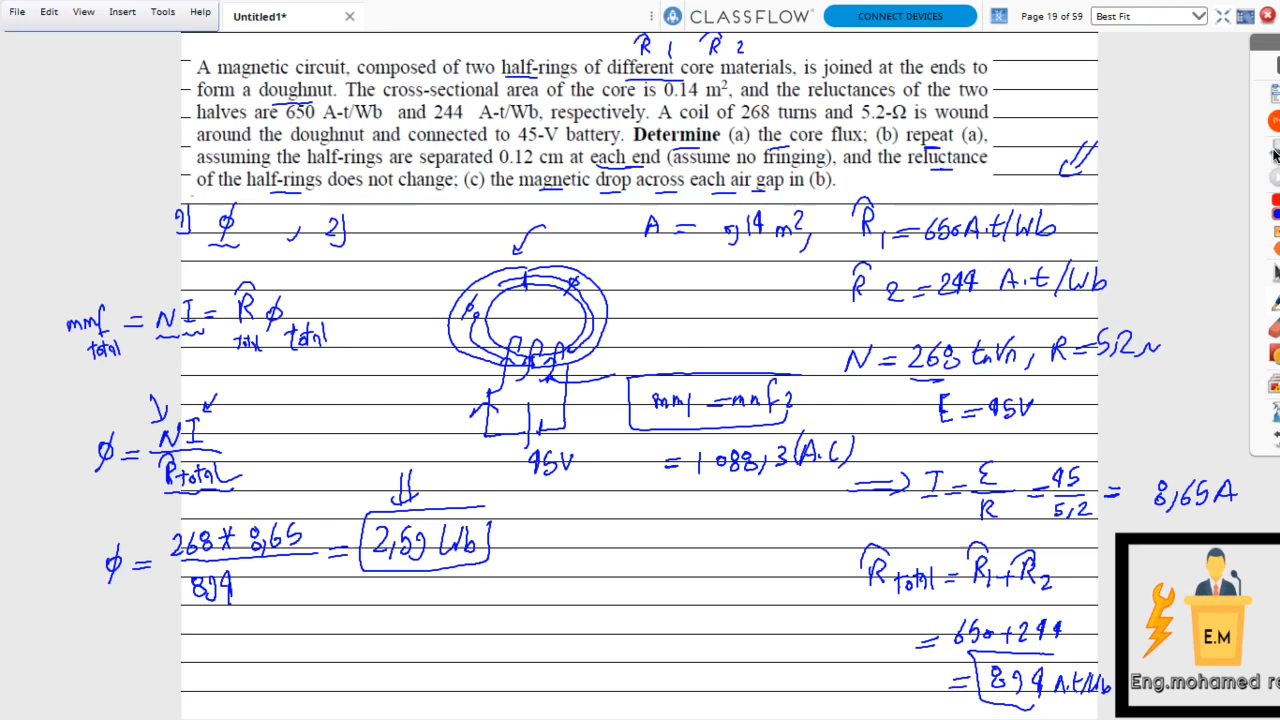 File Edit View Insert Tools Help
Untitled1*
CLASSFLOW
CONNECT DEVICES
Page 19 of 59
Best Fit
R 1 R 2
A magnetic circuit, composed of two half-rings of different core materials, is joined at the ends to
form a doughnut. The cross-sectional area of the core is 0.14 m², and the reluctances of the two
halves are 650 A-t/Wb and 244 A-t/Wb, respectively. A coil of 268 turns and 5.2-Ω is wound
around the doughnut and connected to 45-V battery. Determine (a) the core flux; (b) repeat (a),
assuming the half-rings are separated 0.12 cm at each end (assume no fringing), and the reluctance
of the half-rings does not change; (c) the magnetic drop across each air gap in (b).
ϕ , 2]
A = 0,14 m², R1 = 650 A.t/Wb
R2 = 244 A.t/Wb
mmf total = NI = R total ϕ total
N = 268 turn, R = 5,2 Ω
E = 45V
ϕ = NI / R total
45V
= 1088,3 (A.t)
⇒ I = E / R = 45 / 5,2 = 8,65 A
ϕ = 268 * 8,65 / 894 = 2,59 Wb
R total = R1 + R2
= 650 + 244
= 894 A.t/Wb
E.M
Eng.mohamed re